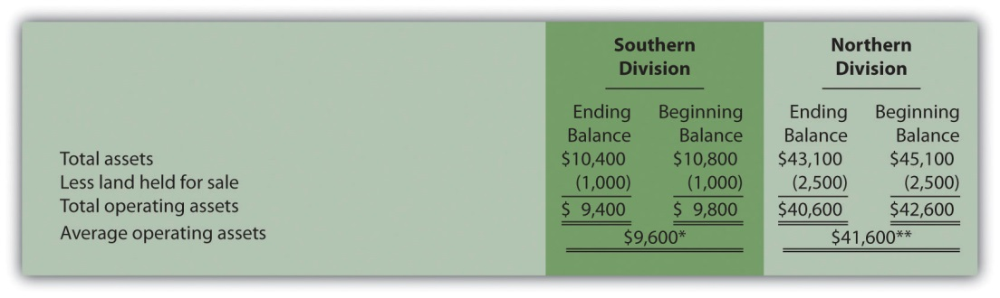 Southern Division Northern Division
Ending Balance Beginning Balance Ending Balance Beginning Balance
Total assets $10,400 $10,800 $43,100 $45,100
Less land held for sale (1,000) (1,000) (2,500) (2,500)
Total operating assets $ 9,400 $ 9,800 $40,600 $42,600
Average operating assets $9,600* $41,600**